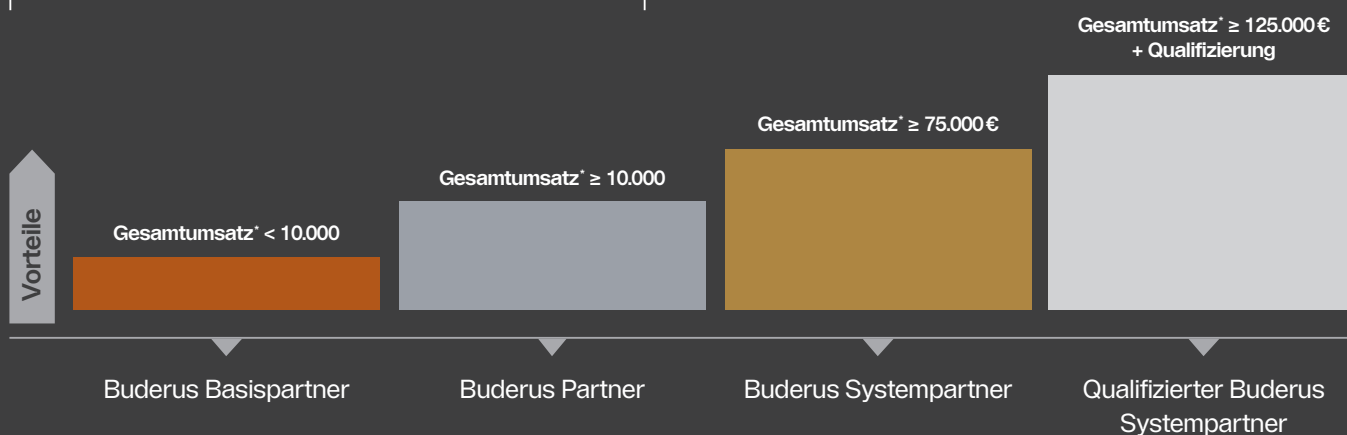 Gesamtumsatz* ≥ 125.000 €
+ Qualifizierung
Gesamtumsatz* ≥ 75.000 €
Gesamtumsatz* ≥ 10.000
Gesamtumsatz* < 10.000
Vorteile
Buderus Basispartner
Buderus Partner
Buderus Systempartner
Qualifizierter Buderus
Systempartner